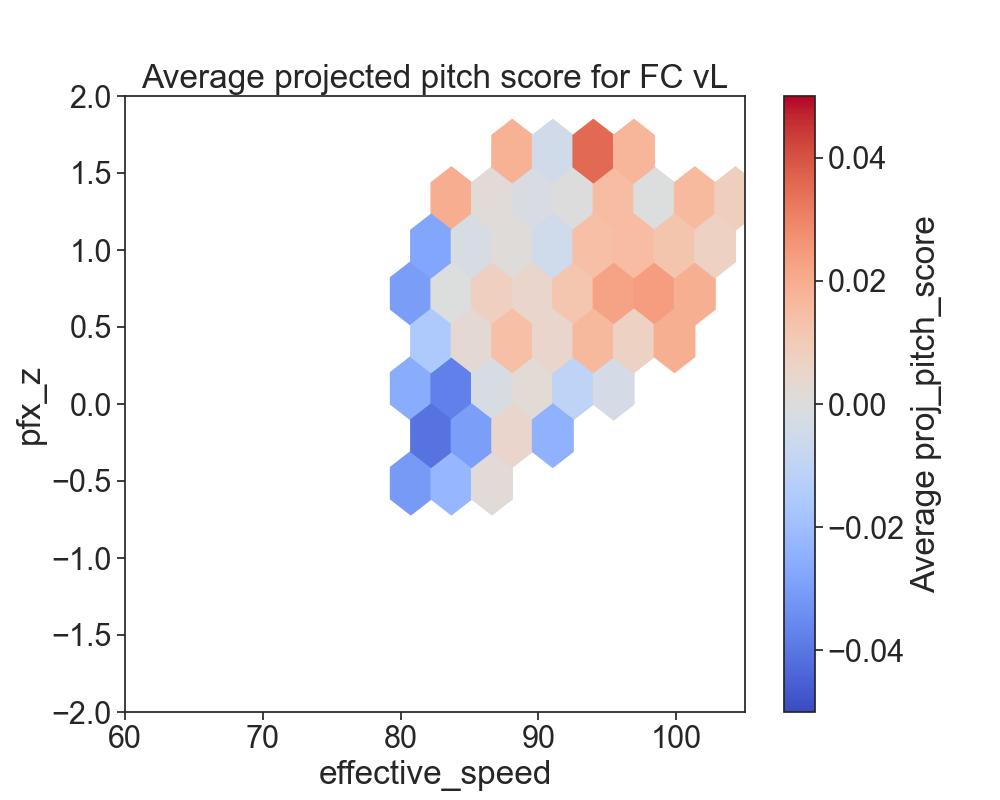 Average projected pitch score for FC vL
2.0
1.5
1.0
0.5
0.0
−0.5
−1.0
−1.5
−2.0
pfx_z
60 70 80 90 100
effective_speed
0.04
0.02
0.00
−0.02
−0.04
Average proj_pitch_score